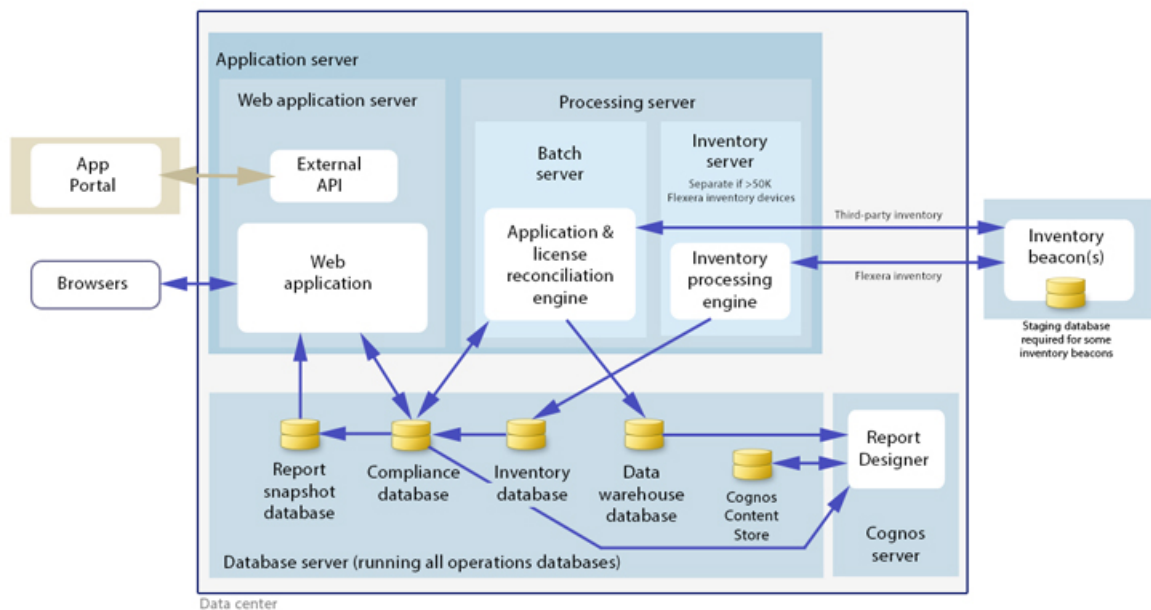 Application server
Web application server
Processing server
App
Portal
External
API
Batch
server
Inventory
server
Separate if >50K
Flexera inventory devices
Third-party inventory
Browsers
Web
application
Application &
license
reconciliation
engine
Inventory
processing
engine
Flexera inventory
Inventory
beacon(s)
Staging database
required for some
inventory beacons
Report
snapshot
database
Compliance
database
Inventory
database
Data
warehouse
database
Cognos
Content
Store
Report
Designer
Cognos
server
Database server (running all operations databases)
Data center